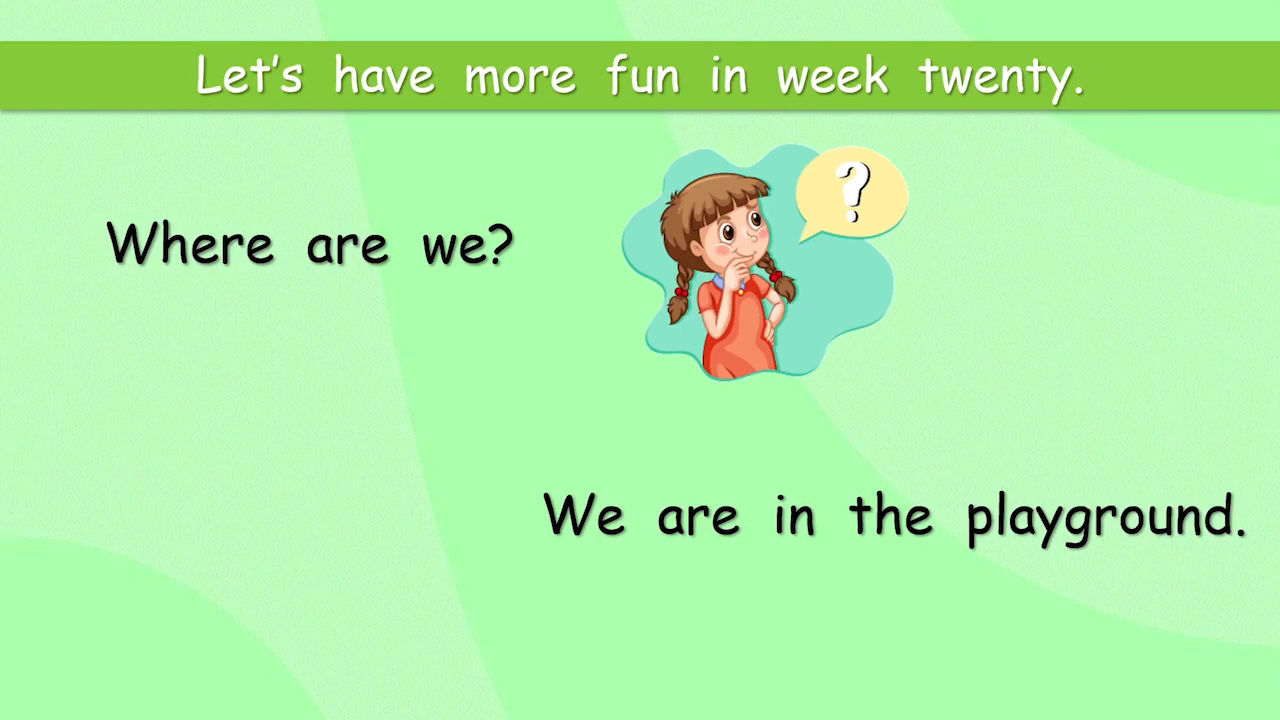 Let's have more fun in week twenty.
?
Where are we?
We are in the playground.